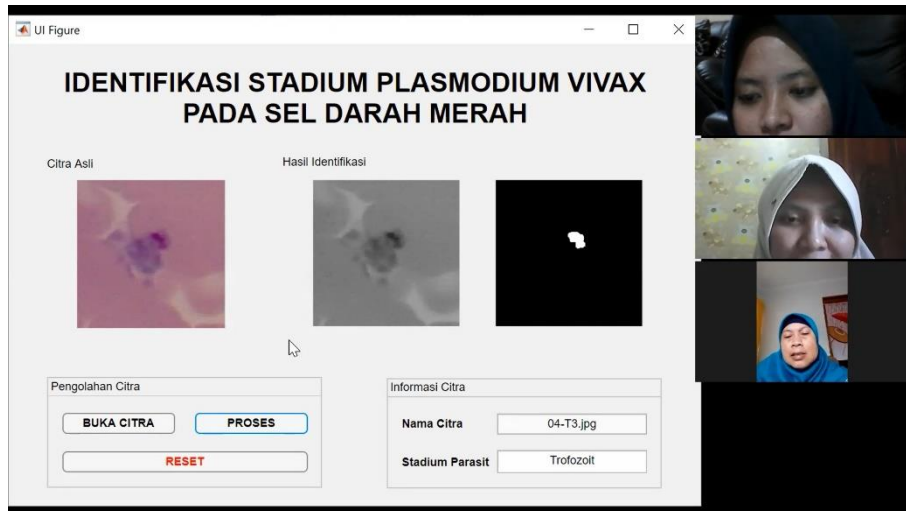 UI Figure
IDENTIFIKASI STADIUM PLASMODIUM VIVAX
PADA SEL DARAH MERAH
Citra Asli
Hasil Identifikasi
Pengolahan Citra
BUKA CITRA
PROSES
RESET
Informasi Citra
Nama Citra
04-T3.jpg
Stadium Parasit
Trofozoit